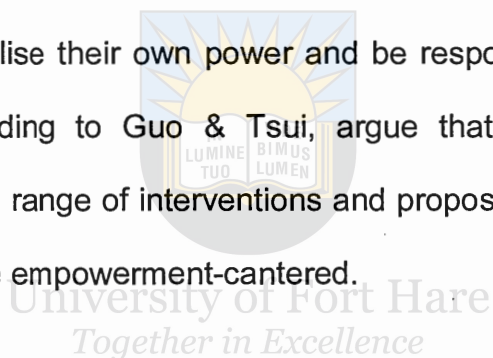 lise their own power and be respo
ding to Guo & Tsui, argue that
LUMINE BIMUS
TUO LUMEN
range of interventions and propos
e empowerment-cantered.
University of Fort Hare
Together in Excellence